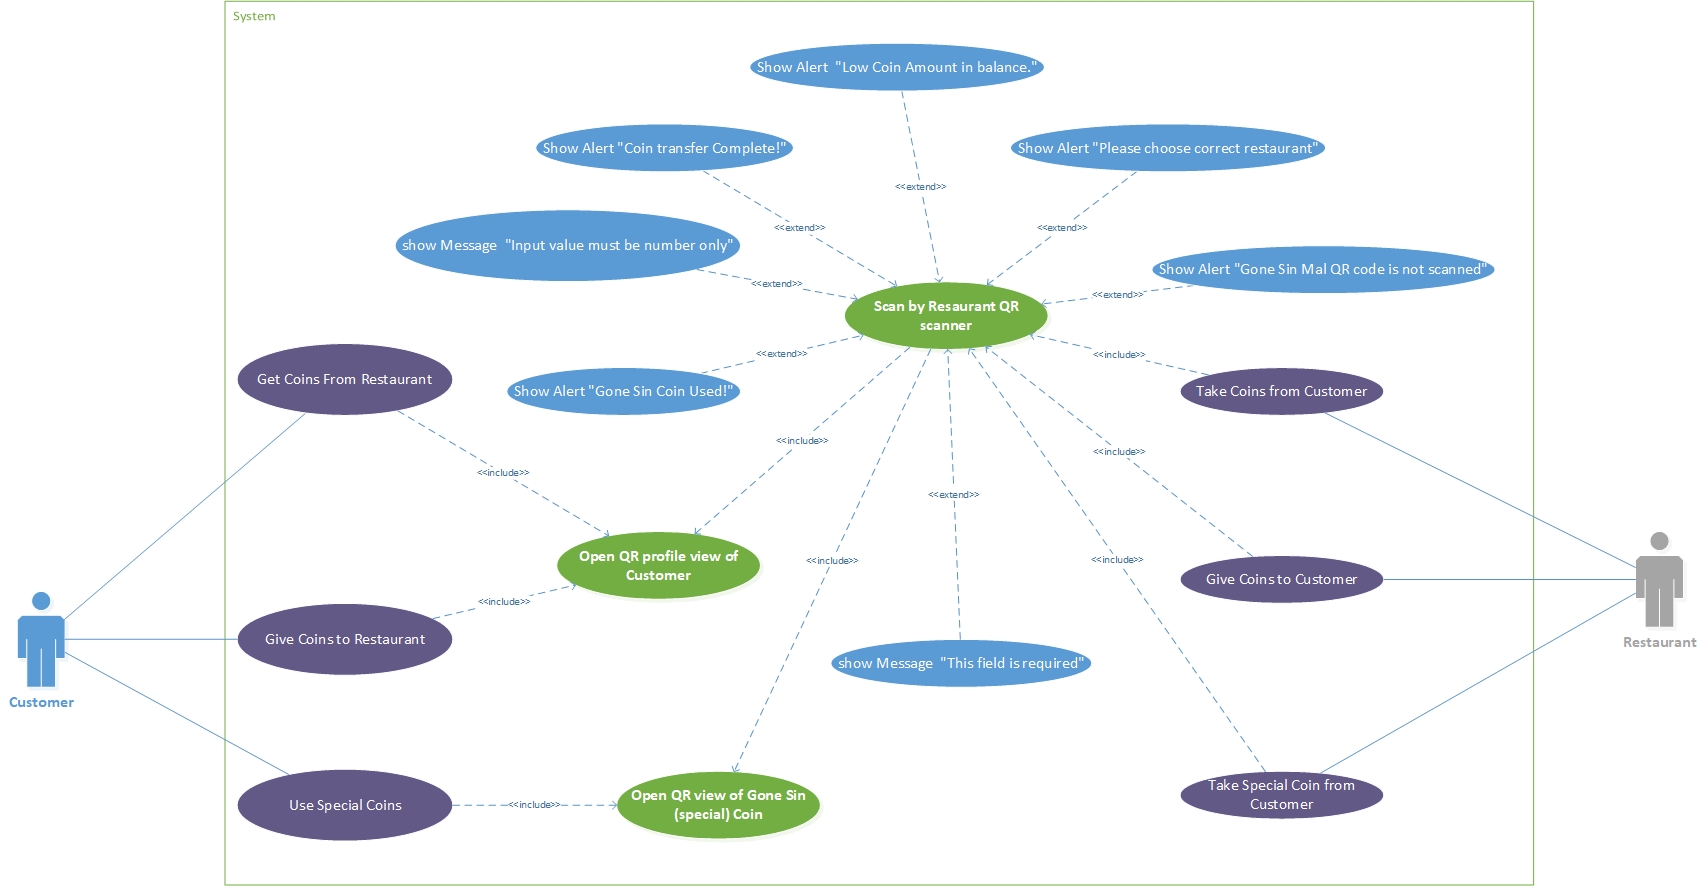 System
Show Alert  "Low Coin Amount in balance."
Show Alert "Coin transfer Complete!"
Show Alert "Please choose correct restaurant"
<<extend>>
<<extend>>
<<extend>>
show Message  "Input value must be number only"
Show Alert "Gone Sin Mal QR code is not scanned"
<<extend>>
<<extend>>
Scan by Resaurant QR
scanner
<<extend>>
<<include>>
Get Coins From Restaurant
Show Alert "Gone Sin Coin Used!"
Take Coins from Customer
<<include>>
<<include>>
<<include>>
<<extend>>
Open QR profile view of
Customer
<<include>>
<<include>>
Give Coins to Customer
<<include>>
Give Coins to Restaurant
Restaurant
show Message  "This field is required"
Customer
Use Special Coins
<<include>>
Open QR view of Gone Sin
(special) Coin
Take Special Coin from
Customer